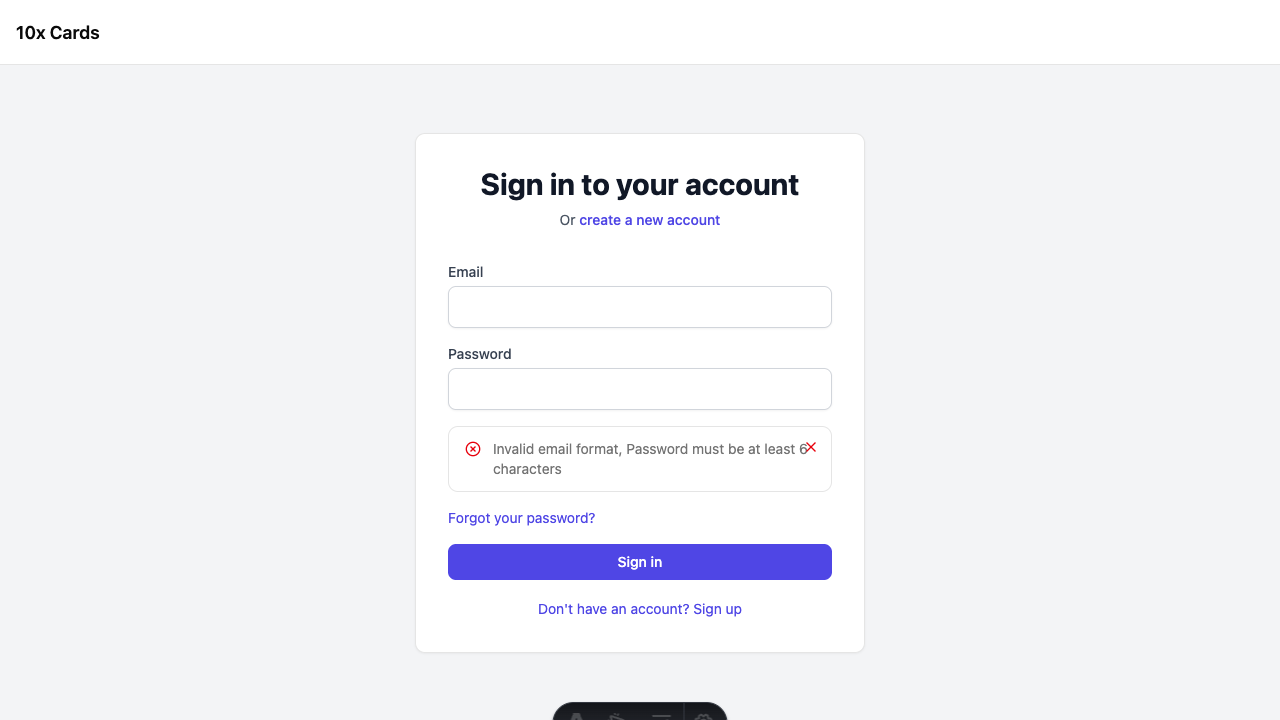 10x Cards
Sign in to your account
Or create a new account
Email
Password
Invalid email format, Password must be at least 6
characters
Forgot your password?
Sign in
Don't have an account? Sign up